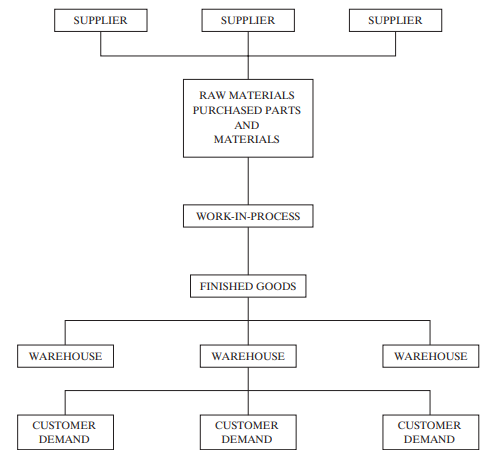 SUPPLIER
SUPPLIER
SUPPLIER
RAW MATERIALS
PURCHASED PARTS
AND
MATERIALS
WORK-IN-PROCESS
FINISHED GOODS
WAREHOUSE
WAREHOUSE
WAREHOUSE
CUSTOMER
DEMAND
CUSTOMER
DEMAND
CUSTOMER
DEMAND